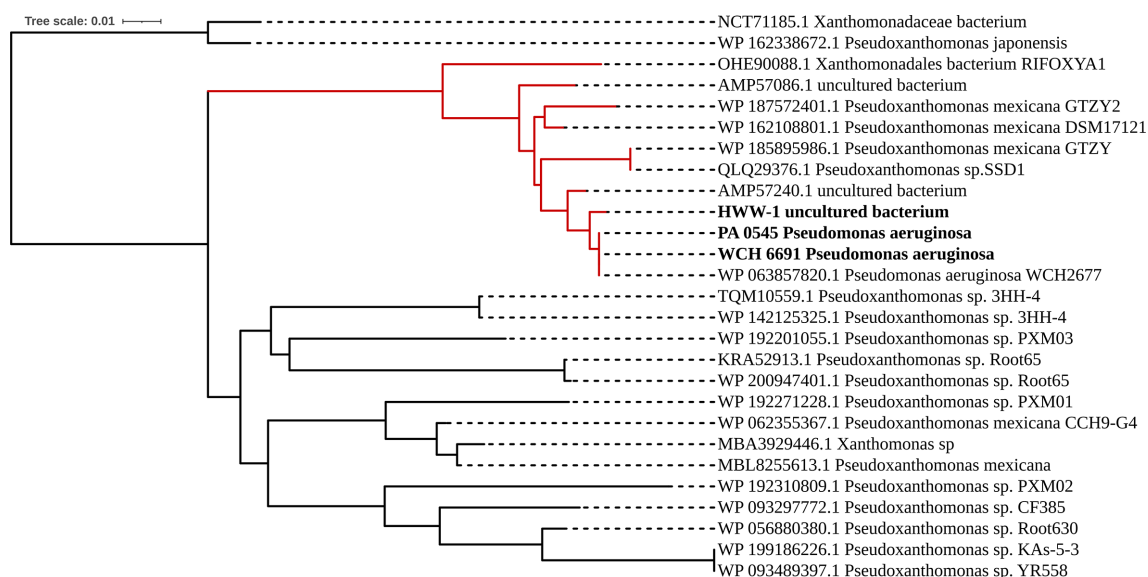 Tree scale: 0.01
NCT71185.1 Xanthomonadaceae bacterium
WP 162338672.1 Pseudoxanthomonas japonensis
OHE90088.1 Xanthomonadales bacterium RIFOXYA1
AMP57086.1 uncultured bacterium
WP 187572401.1 Pseudoxanthomonas mexicana GTZY2
WP 162108801.1 Pseudoxanthomonas mexicana DSM17121
WP 185895986.1 Pseudoxanthomonas mexicana GTZY
QLQ29376.1 Pseudoxanthomonas sp.SSD1
AMP57240.1 uncultured bacterium
HWW-1 uncultured bacterium
PA 0545 Pseudomonas aeruginosa
WCH 6691 Pseudomonas aeruginosa
WP 063857820.1 Pseudomonas aeruginosa WCH2677
TQM10559.1 Pseudoxanthomonas sp. 3HH-4
WP 142125325.1 Pseudoxanthomonas sp. 3HH-4
WP 192201055.1 Pseudoxanthomonas sp. PXM03
KRA52913.1 Pseudoxanthomonas sp. Root65
WP 200947401.1 Pseudoxanthomonas sp. Root65
WP 192271228.1 Pseudoxanthomonas sp. PXM01
WP 062355367.1 Pseudoxanthomonas mexicana CCH9-G4
MBA3929446.1 Xanthomonas sp
MBL8255613.1 Pseudoxanthomonas mexicana
WP 192310809.1 Pseudoxanthomonas sp. PXM02
WP 093297772.1 Pseudoxanthomonas sp. CF385
WP 056880380.1 Pseudoxanthomonas sp. Root630
WP 199186226.1 Pseudoxanthomonas sp. KAs-5-3
WP 093489397.1 Pseudoxanthomonas sp. YR558